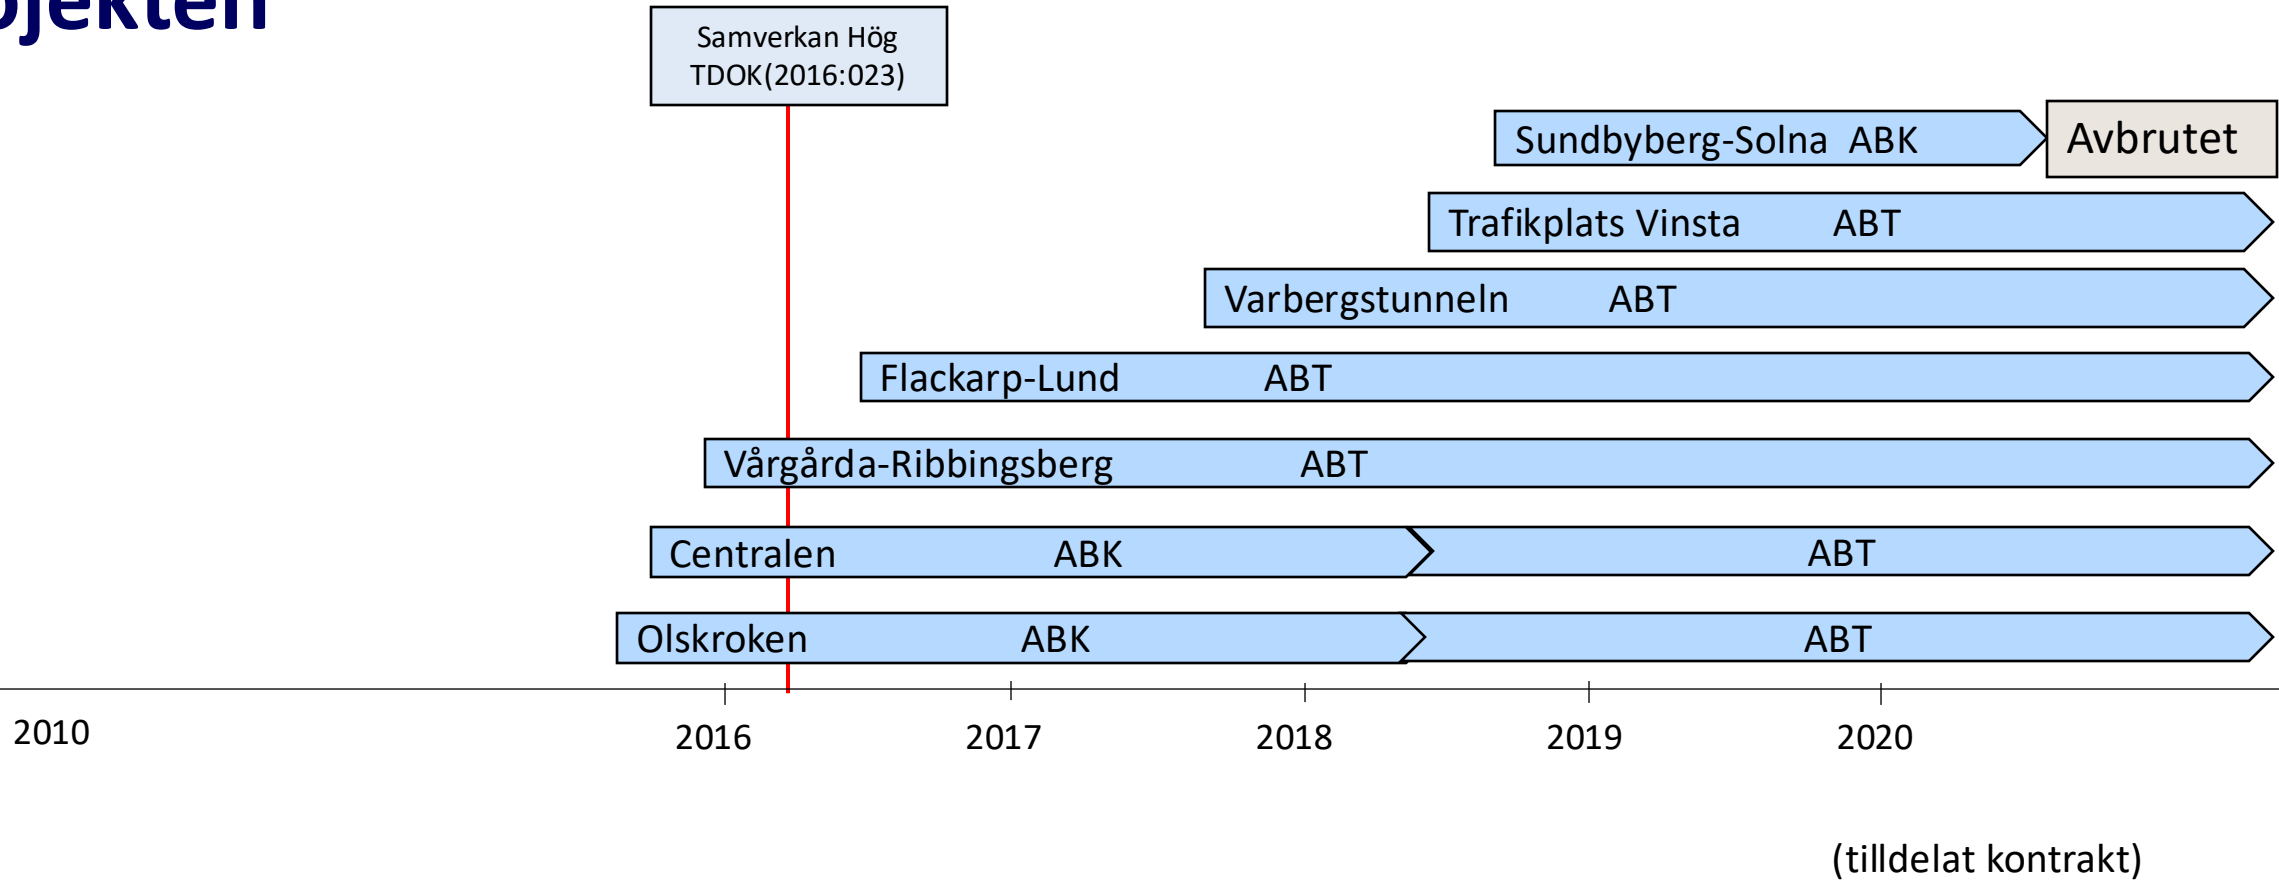 Samverkan Hög
TDOK(2016:023)
Sundbyberg-Solna ABK
Avbrutet
Trafikplats Vinsta ABT
Varbergstunneln ABT
Flackarp-Lund ABT
Vårgårda-Ribbingsberg ABT
Centralen ABK ABT
Olskroken ABK ABT
2010 2016 2017 2018 2019 2020
(tilldelat kontrakt)